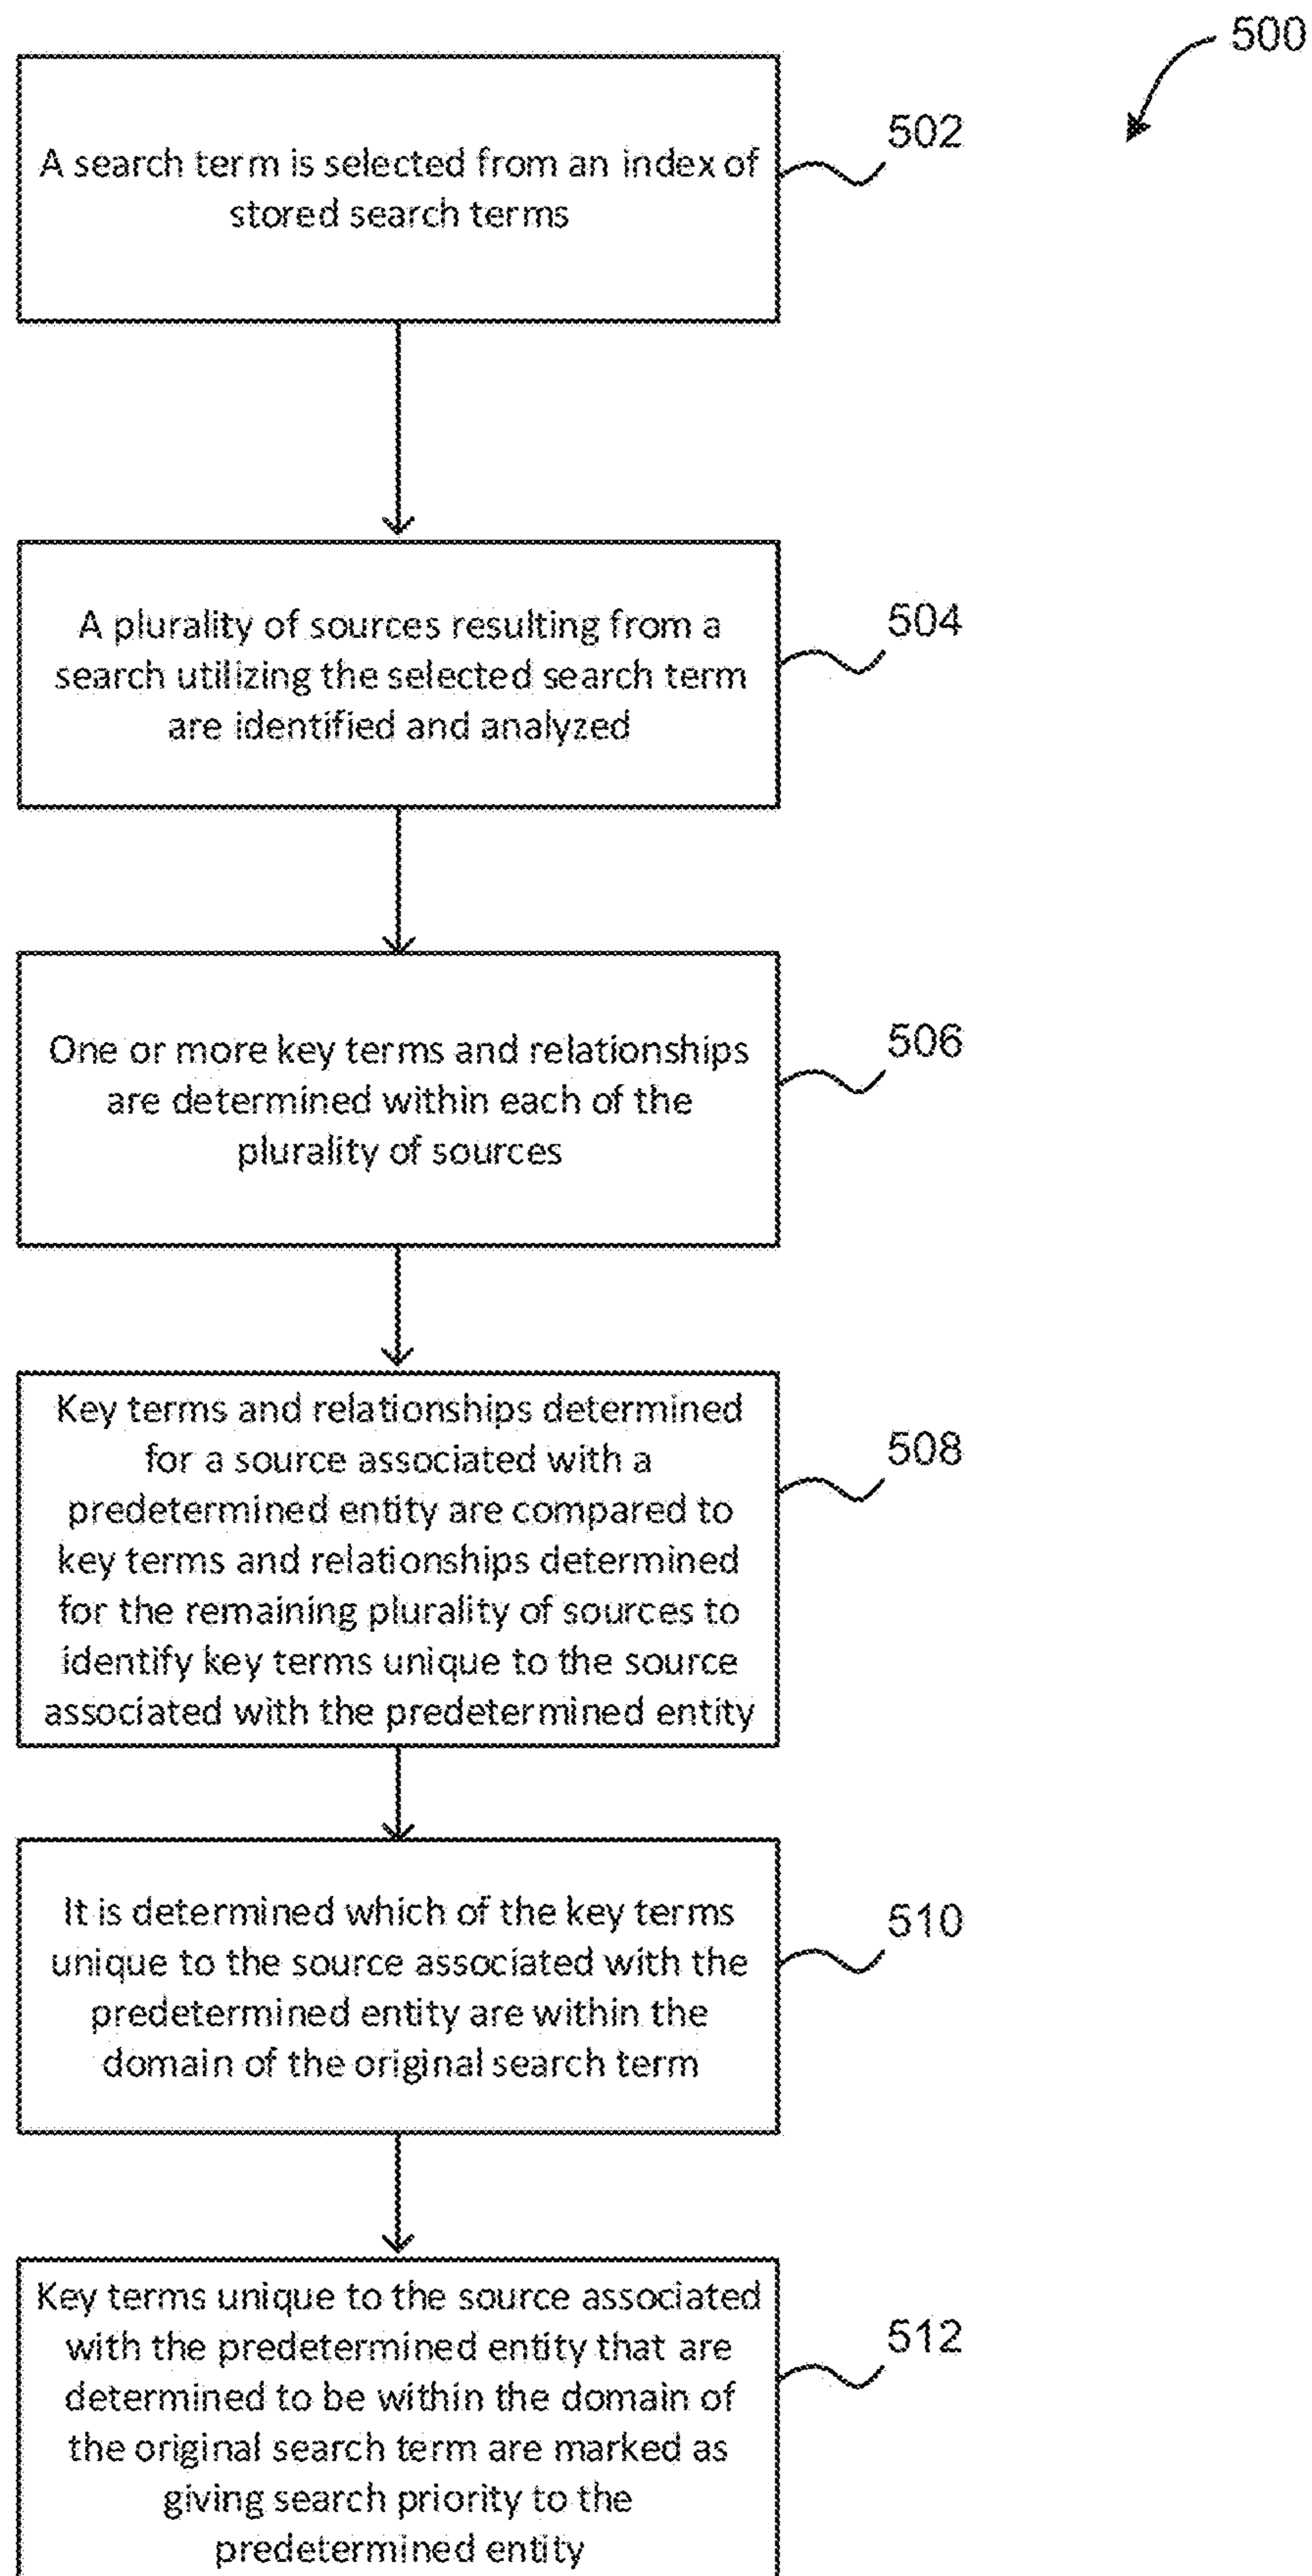 500
A search term is selected from an index of
stored search terms
502
A plurality of sources resulting from a
search utilizing the selected search term
are identified and analyzed
504
One or more key terms and relationships
are determined within each of the
plurality of sources
506
Key terms and relationships determined
for a source associated with a
predetermined entity are compared to
key terms and relationships determined
for the remaining plurality of sources to
identify key terms unique to the source
associated with the predetermined entity
508
It is determined which of the key terms
unique to the source associated with the
predetermined entity are within the
domain of the original search term
510
Key terms unique to the source associated
with the predetermined entity that are
determined to be within the domain of
the original search term are marked as
giving search priority to the
predetermined entity
512